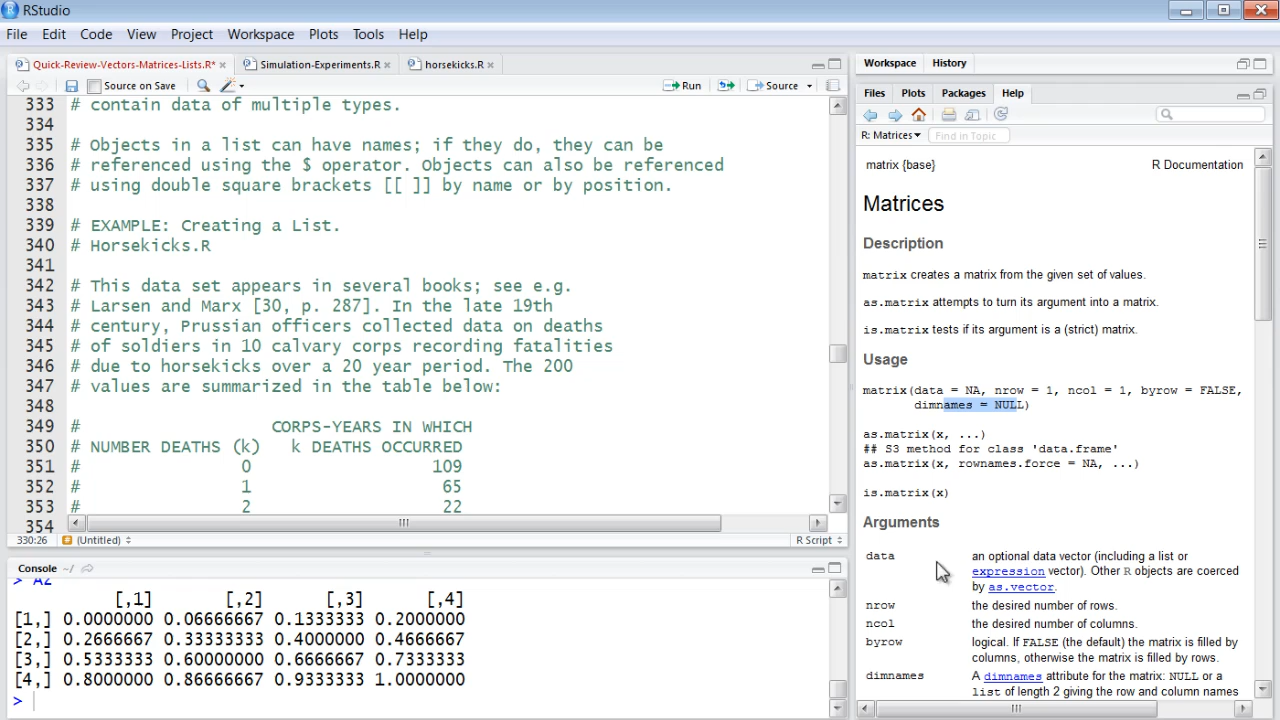 RStudio
File Edit Code View Project Workspace Plots Tools Help
Quick-Review-Vectors-Matrices-Lists.R* Simulation-Experiments.R horsekicks.R
Source on Save Run Source
333 # contain data of multiple types.
334
335 # Objects in a list can have names; if they do, they can be
336 # referenced using the $ operator. Objects can also be referenced
337 # using double square brackets [[ ]] by name or by position.
338
339 # EXAMPLE: Creating a List.
340 # Horsekicks.R
341
342 # This data set appears in several books; see e.g.
343 # Larsen and Marx [30, p. 287]. In the late 19th
344 # century, Prussian officers collected data on deaths
345 # of soldiers in 10 calvary corps recording fatalities
346 # due to horsekicks over a 20 year period. The 200
347 # values are summarized in the table below:
348
349 # CORPS-YEARS IN WHICH
350 # NUMBER DEATHS (k) k DEATHS OCCURRED
351 # 0 109
352 # 1 65
353 # 2 22
354
330:26 (Untitled) R Script
Console ~/
> A2
[,1] [,2] [,3] [,4]
[1,] 0.0000000 0.06666667 0.1333333 0.2000000
[2,] 0.2666667 0.33333333 0.4000000 0.4666667
[3,] 0.5333333 0.60000000 0.6666667 0.7333333
[4,] 0.8000000 0.86666667 0.9333333 1.0000000
>
Workspace History
Files Plots Packages Help
R: Matrices Find in Topic
matrix {base} R Documentation
Matrices
Description
matrix creates a matrix from the given set of values.
as.matrix attempts to turn its argument into a matrix.
is.matrix tests if its argument is a (strict) matrix.
Usage
matrix(data = NA, nrow = 1, ncol = 1, byrow = FALSE,
dimnames = NULL)
as.matrix(x, ...)
## S3 method for class 'data.frame'
as.matrix(x, rownames.force = NA, ...)
is.matrix(x)
Arguments
data an optional data vector (including a list or
expression vector). Other R objects are coerced
by as.vector.
nrow the desired number of rows.
ncol the desired number of columns.
byrow logical. If FALSE (the default) the matrix is filled by
columns, otherwise the matrix is filled by rows.
dimnames A dimnames attribute for the matrix: NULL or a
list of length 2 giving the row and column names